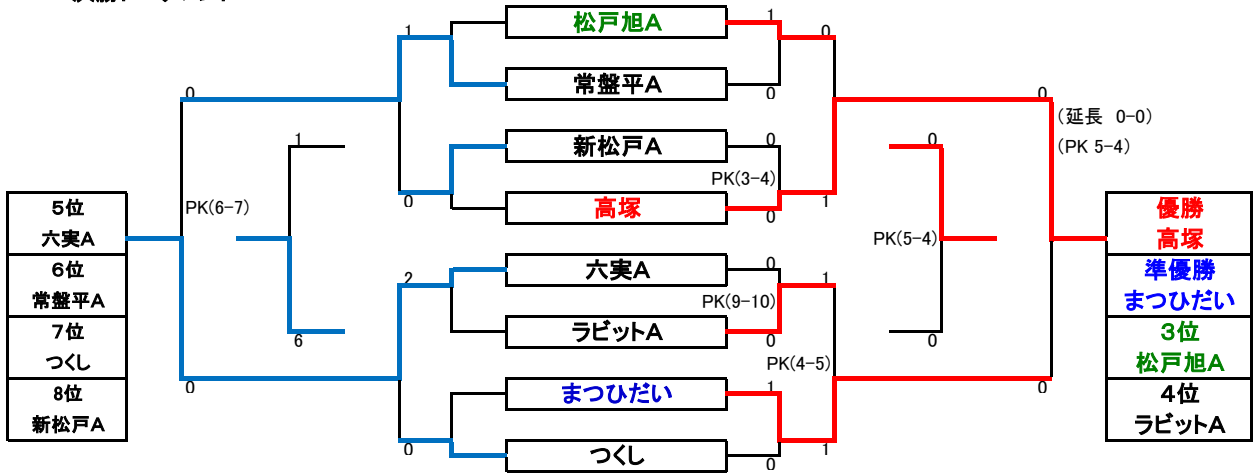 松戸旭A
常盤平A
新松戸A
高塚
六実A
ラビットA
まつひだい
つくし
1
0
0
0
0
0
1
0
PK(3-4)
PK(9-10)
0
1
1
1
PK(4-5)
0
0
(延長 0-0)
(PK 5-4)
0
0
PK(5-4)
1
0
2
0
0
0
PK(6-7)
1
6
5位
六実A
6位
常盤平A
7位
つくし
8位
新松戸A
優勝
高塚
準優勝
まつひだい
3位
松戸旭A
4位
ラビットA